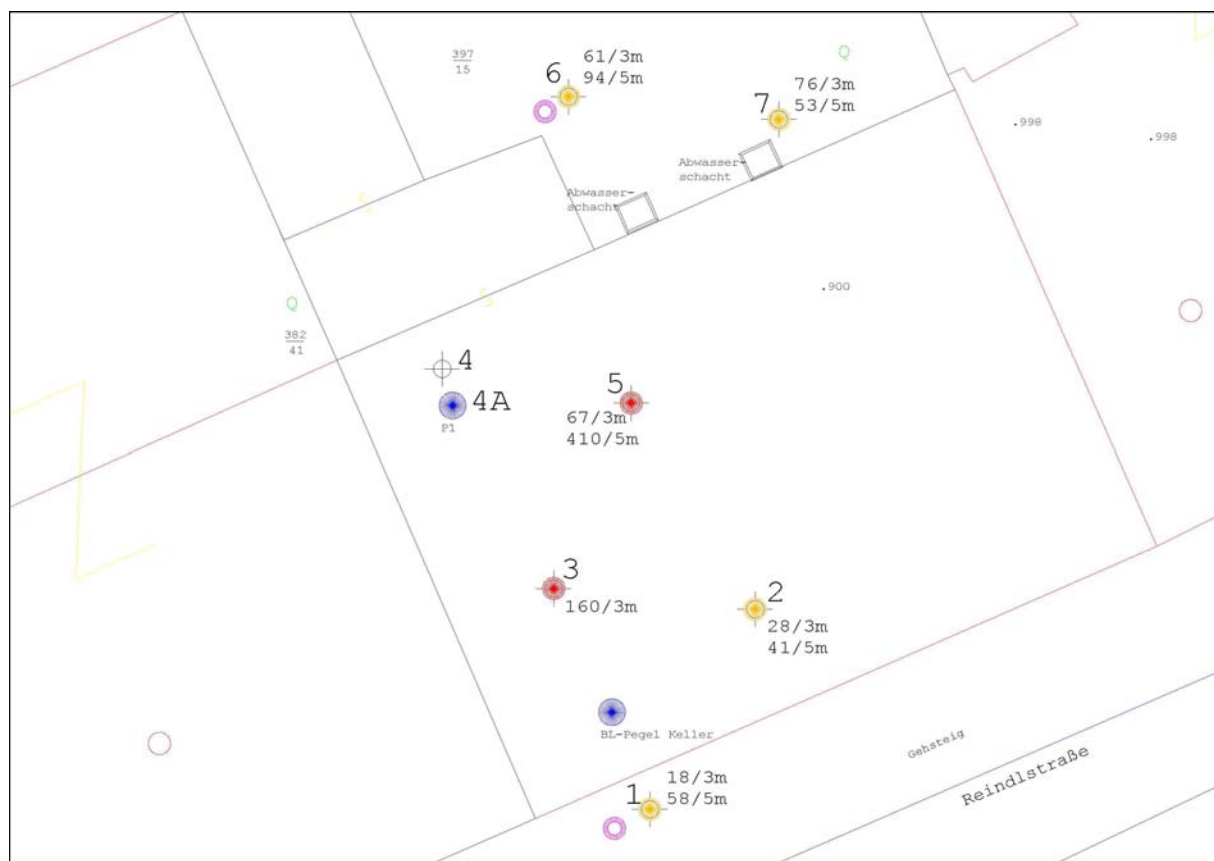 397
15
6
61/3m
94/5m
Q
7
76/3m
53/5m
.998
.998
Abwasser-
schacht
Abwasser-
schacht
S
S
.900
Q
382
41
4
4A
P1
5
67/3m
410/5m
3
160/3m
2
28/3m
41/5m
BL-Pegel Keller
Gehsteig
Reindlstraße
1
18/3m
58/5m